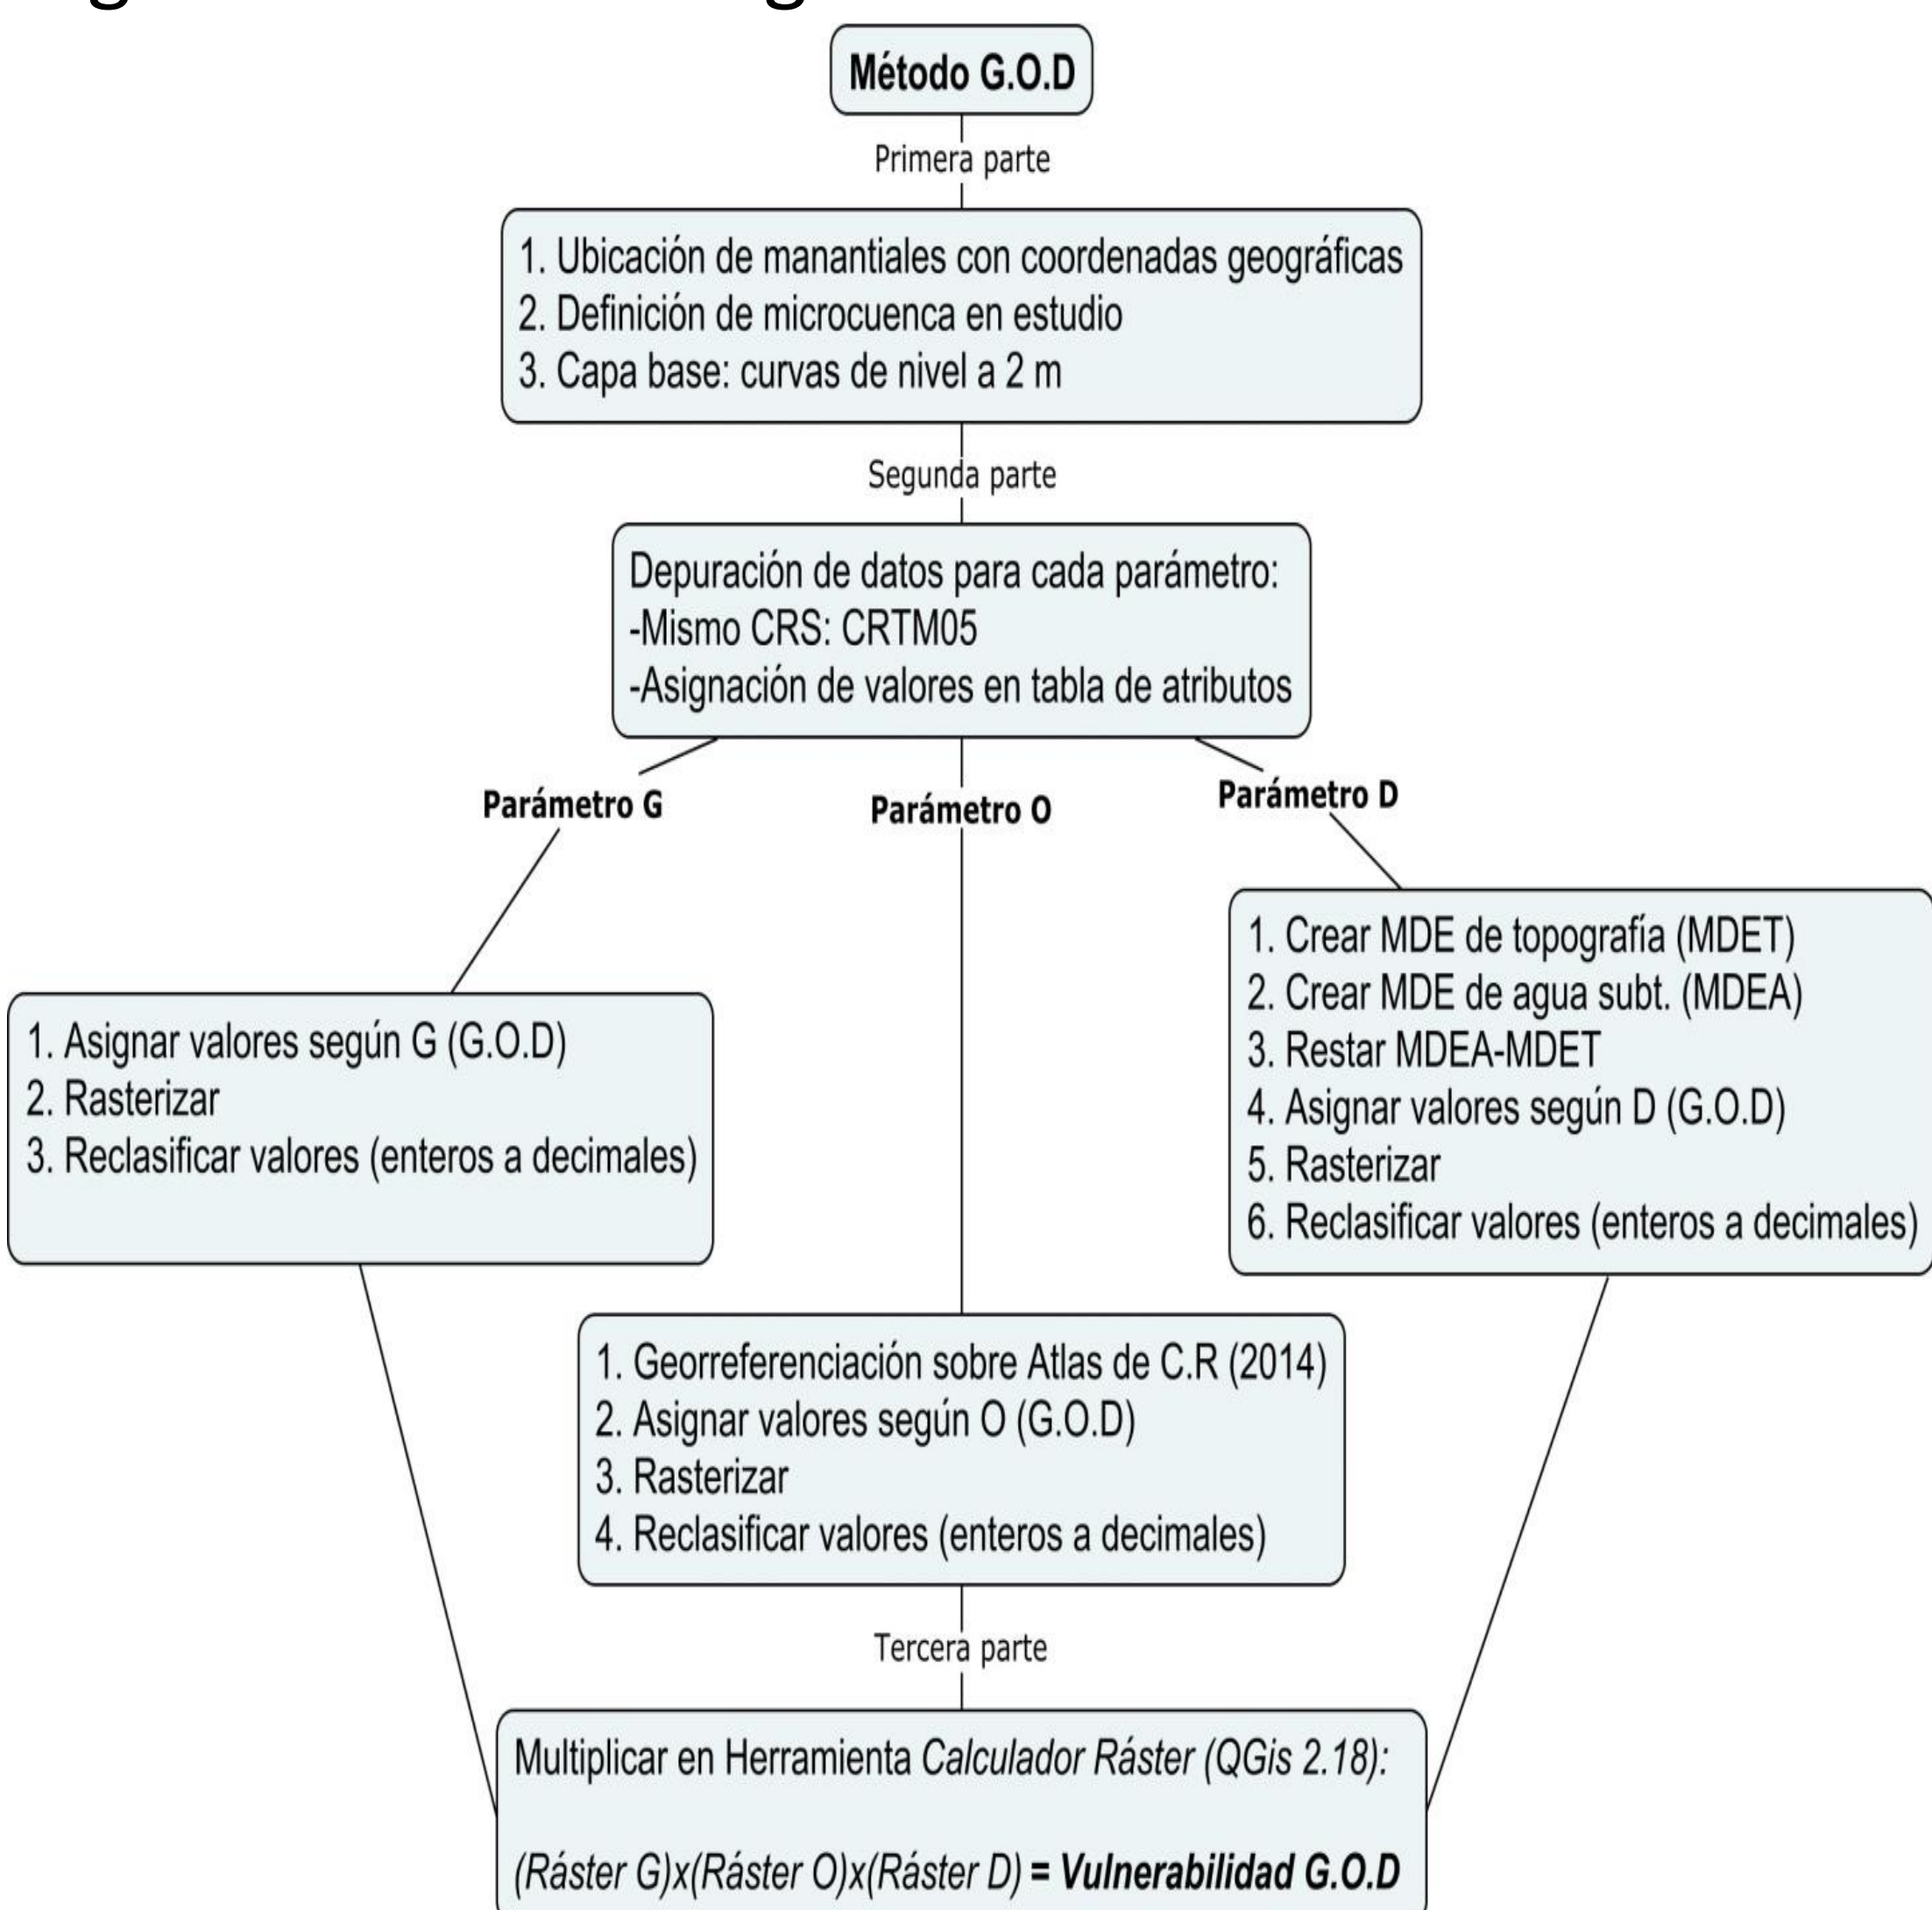 Método G.O.D
Primera parte
1. Ubicación de manantiales con coordenadas geográficas
2. Definición de microcuenca en estudio
3. Capa base: curvas de nivel a 2 m
Segunda parte
Depuración de datos para cada parámetro:
-Mismo CRS: CRTM05
-Asignación de valores en tabla de atributos
Parámetro G
Parámetro O
Parámetro D
1. Asignar valores según G (G.O.D)
2. Rasterizar
3. Reclasificar valores (enteros a decimales)
1. Crear MDE de topografía (MDET)
2. Crear MDE de agua subt. (MDEA)
3. Restar MDEA-MDET
4. Asignar valores según D (G.O.D)
5. Rasterizar
6. Reclasificar valores (enteros a decimales)
1. Georreferenciación sobre Atlas de C.R (2014)
2. Asignar valores según O (G.O.D)
3. Rasterizar
4. Reclasificar valores (enteros a decimales)
Tercera parte
Multiplicar en Herramienta Calculador Ráster (QGis 2.18):
(Ráster G)x(Ráster O)x(Ráster D) = Vulnerabilidad G.O.D